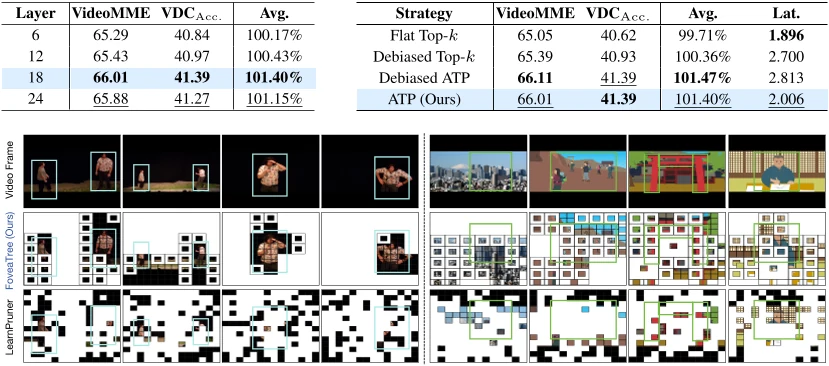 Layer VideoMME VDC_Acc. Avg.
6 65.29 40.84 100.17%
12 65.43 40.97 100.43%
18 66.01 41.39 101.40%
24 65.88 41.27 101.15%
Strategy VideoMME VDC_Acc. Avg. Lat.
Flat Top-k 65.05 40.62 99.71% 1.896
Debiased Top-k 65.39 40.93 100.36% 2.700
Debiased ATP 66.11 41.39 101.47% 2.813
ATP (Ours) 66.01 41.39 101.40% 2.006
Video Frame
FoveaTree (Ours)
LearnPruner